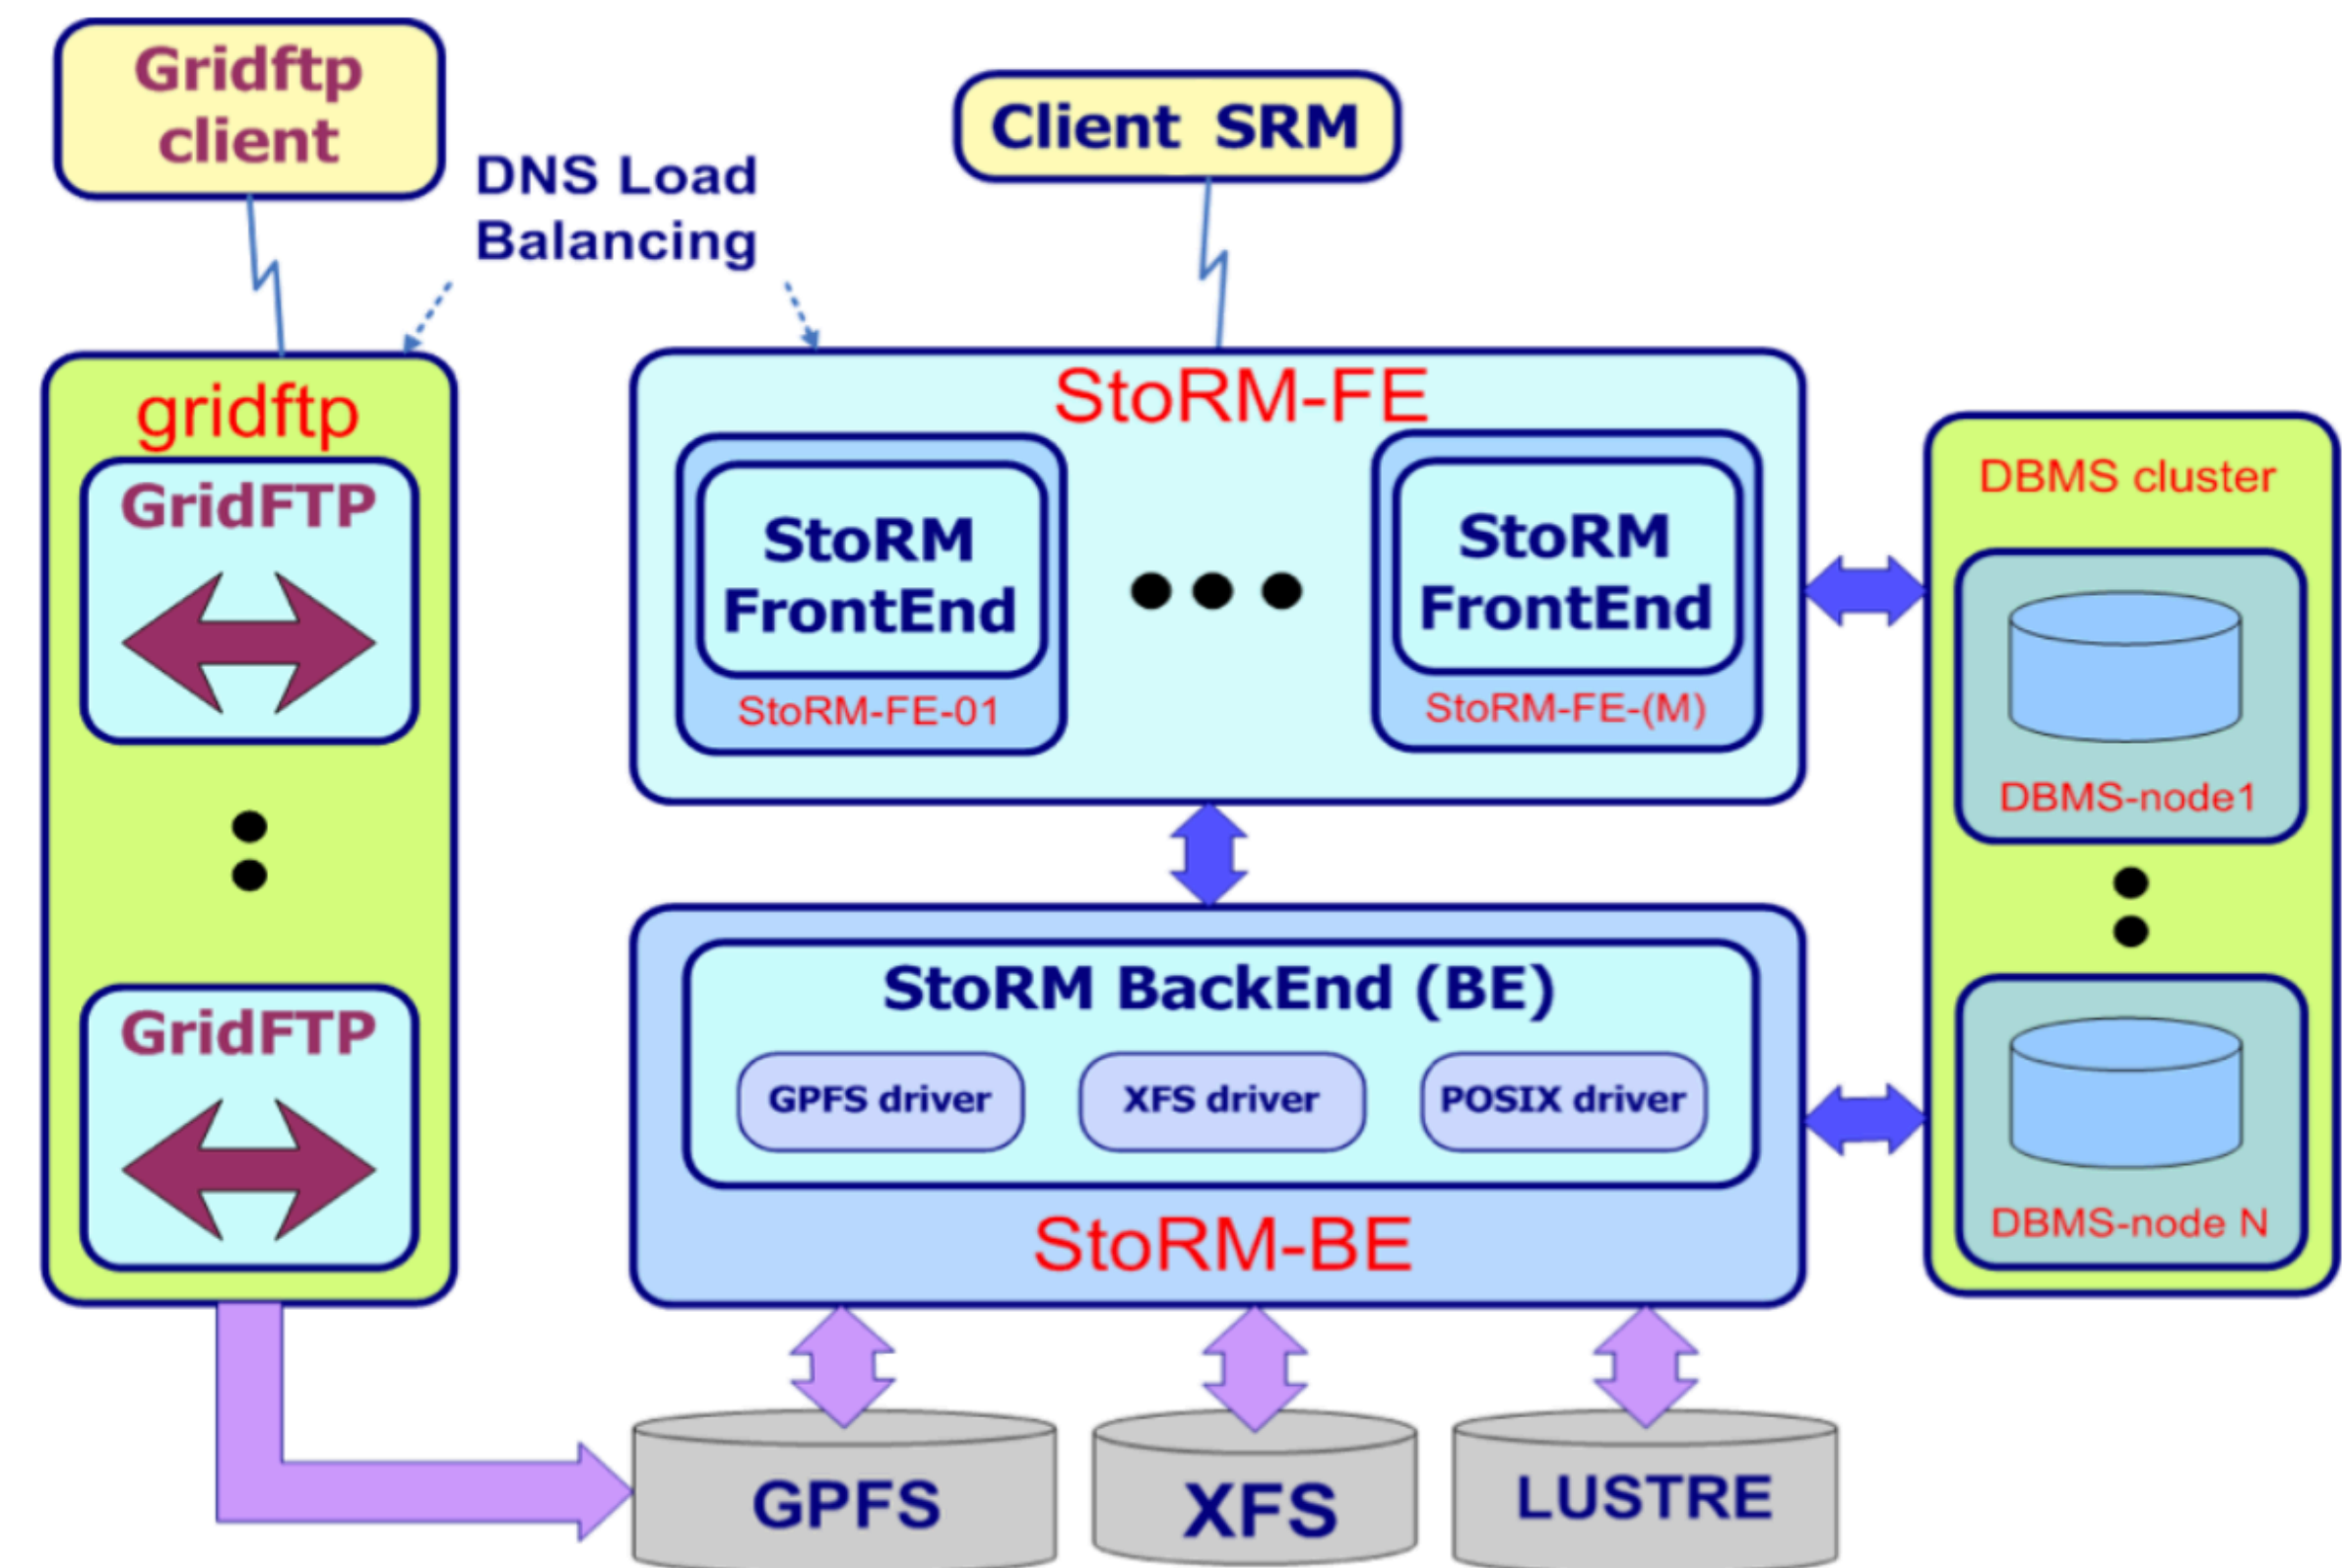 Gridftp
client
Client SRM
DNS Load
Balancing
gridftp
GridFTP
GridFTP
StoRM-FE
StoRM
FrontEnd
StoRM-FE-01
StoRM
FrontEnd
StoRM-FE-(M)
DBMS cluster
DBMS-node1
DBMS-node N
StoRM BackEnd (BE)
GPFS driver
XFS driver
POSIX driver
StoRM-BE
GPFS
XFS
LUSTRE